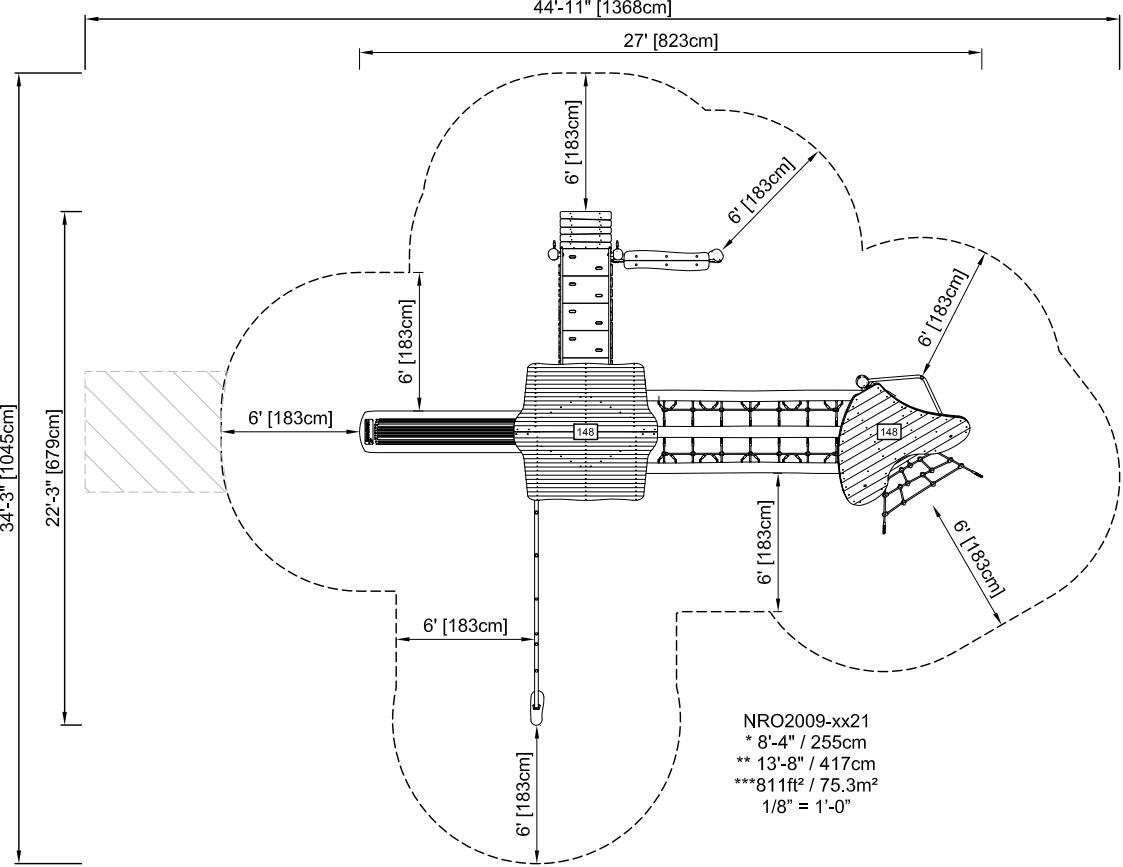 44'-11" [1368cm]
27' [823cm]
6' [183cm]
6' [183cm]
6' [183cm]
6' [183cm]
6' [183cm]
148
148
34'-3" [1045cm]
22'-3" [679cm]
6' [183cm]
6' [183cm]
6' [183cm]
6' [183cm]
NRO2009-xx21
* 8'-4" / 255cm
** 13'-8" / 417cm
***811ft² / 75.3m²
1/8” = 1’-0”